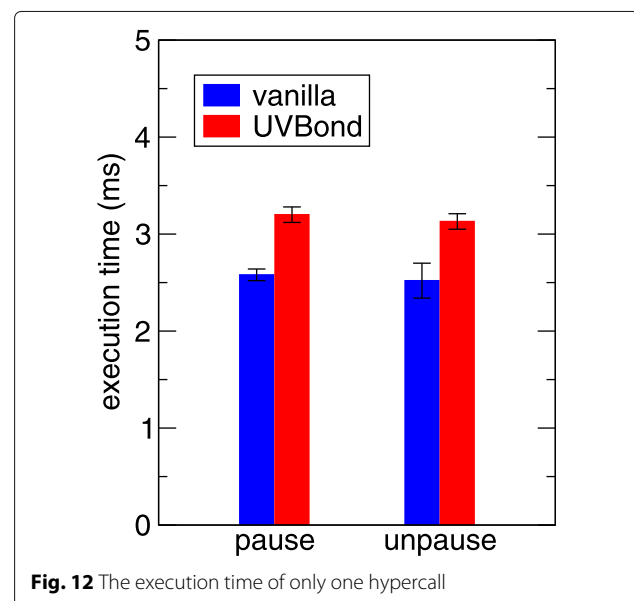 5
4
3
2
1
0
execution time (ms)
vanilla
UVBond
pause unpause
Fig. 12 The execution time of only one hypercall